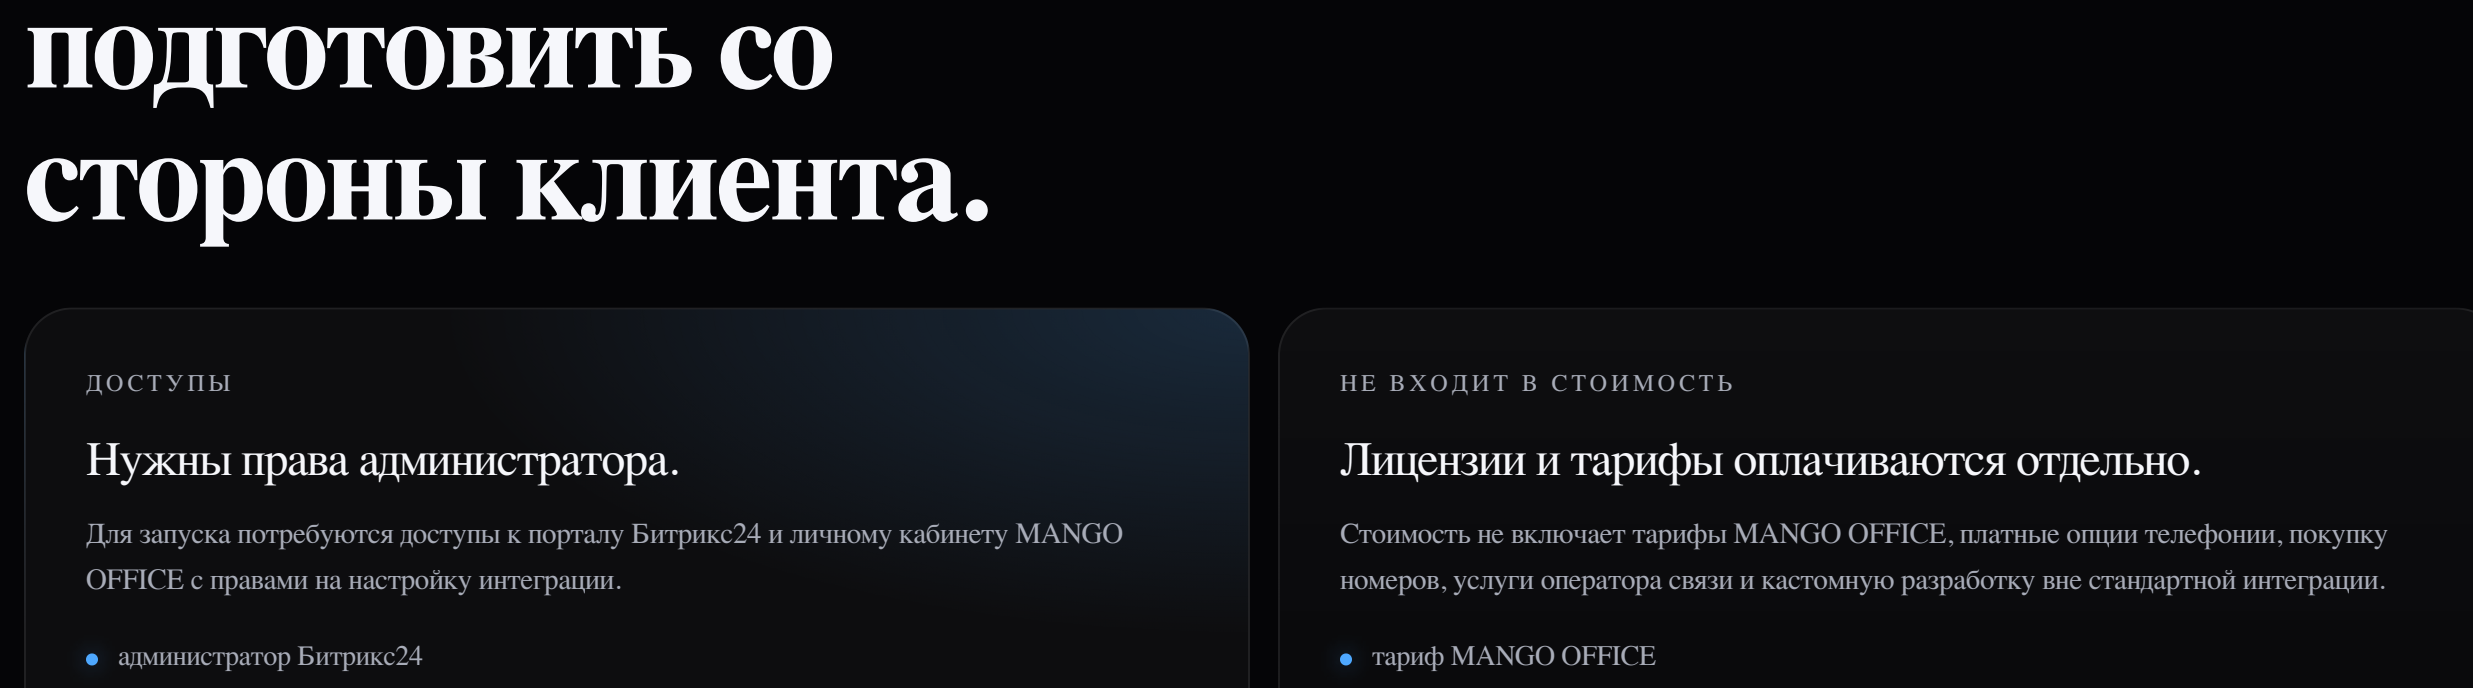 подготовить со
стороны клиента.
ДОСТУПЫ
Нужны права администратора.
Для запуска потребуются доступы к порталу Битрикс24 и личному кабинету MANGO
OFFICE с правами на настройку интеграции.
администратор Битрикс24
НЕ ВХОДИТ В СТОИМОСТЬ
Лицензии и тарифы оплачиваются отдельно.
Стоимость не включает тарифы MANGO OFFICE, платные опции телефонии, покупку
номеров, услуги оператора связи и кастомную разработку вне стандартной интеграции.
тариф MANGO OFFICE